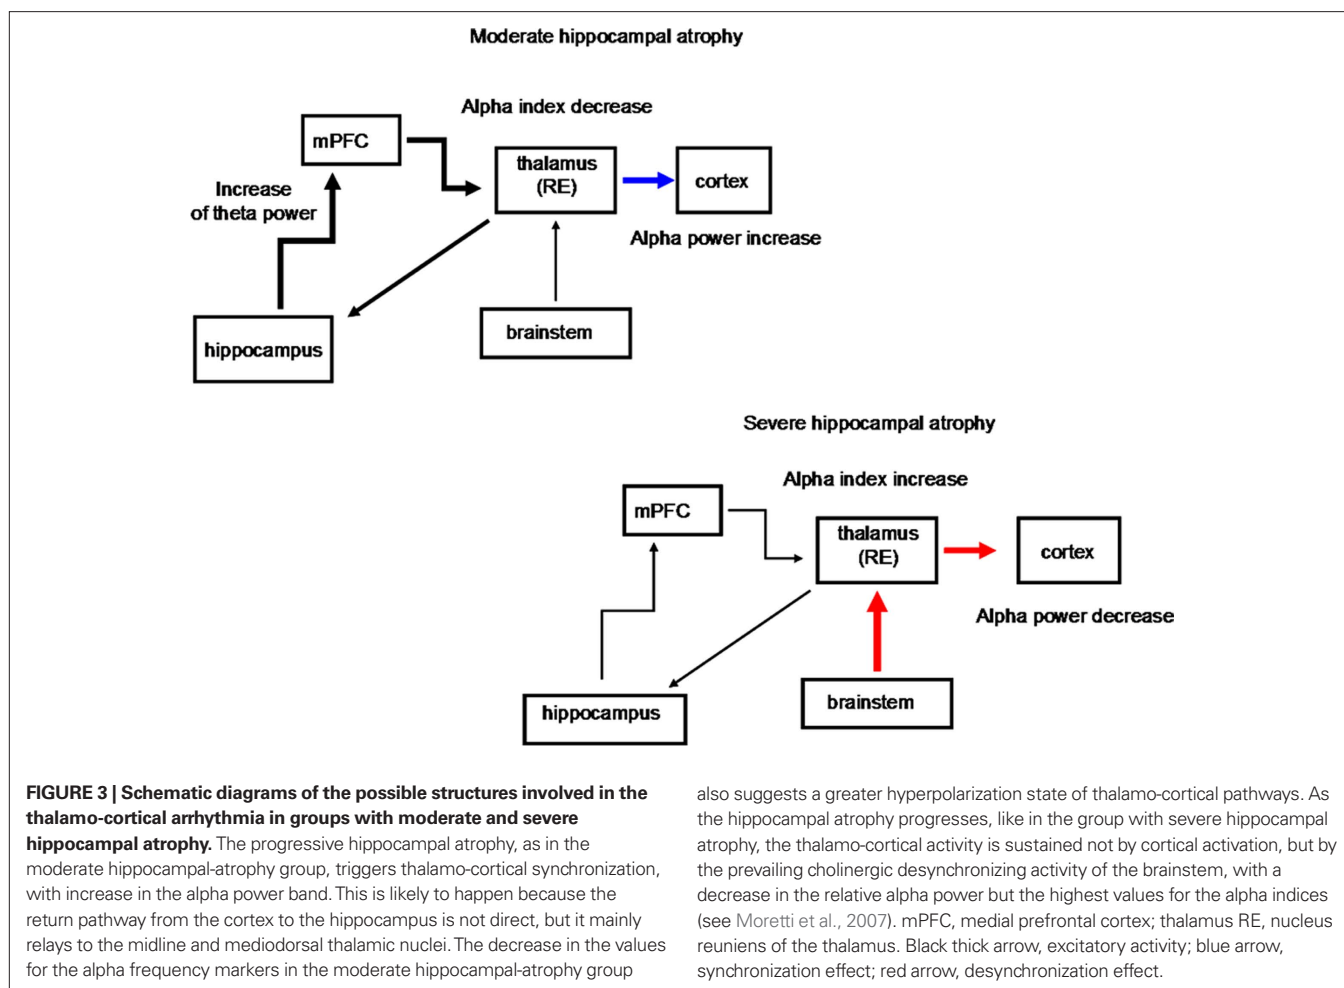 Moderate hippocampal atrophy
Alpha index decrease
mPFC
thalamus
(RE)
cortex
Increase
of theta power
Alpha power increase
hippocampus
brainstem
Severe hippocampal atrophy
Alpha index increase
mPFC
thalamus
(RE)
cortex
Alpha power decrease
hippocampus
brainstem
FIGURE 3 | Schematic diagrams of the possible structures involved in the
thalamo-cortical arrhythmia in groups with moderate and severe
hippocampal atrophy. The progressive hippocampal atrophy, as in the
moderate hippocampal-atrophy group, triggers thalamo-cortical synchronization,
with increase in the alpha power band. This is likely to happen because the
return pathway from the cortex to the hippocampus is not direct, but it mainly
relays to the midline and mediodorsal thalamic nuclei. The decrease in the values
for the alpha frequency markers in the moderate hippocampal-atrophy group
also suggests a greater hyperpolarization state of thalamo-cortical pathways. As
the hippocampal atrophy progresses, like in the group with severe hippocampal
atrophy, the thalamo-cortical activity is sustained not by cortical activation, but by
the prevailing cholinergic desynchronizing activity of the brainstem, with a
decrease in the relative alpha power but the highest values for the alpha indices
(see Moretti et al., 2007). mPFC, medial prefrontal cortex; thalamus RE, nucleus
reuniens of the thalamus. Black thick arrow, excitatory activity; blue arrow,
synchronization effect; red arrow, desynchronization effect.